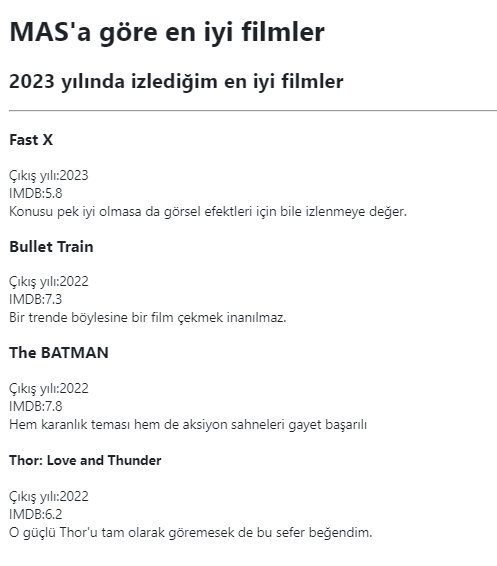 MAS'a göre en iyi filmler
2023 yılında izlediğim en iyi filmler
Fast X
Çıkış yılı:2023
IMDB:5.8
Konusu pek iyi olmasa da görsel efektleri için bile izlenmeye değer.
Bullet Train
Çıkış yılı:2022
IMDB:7.3
Bir trende böylesine bir film çekmek inanılmaz.
The BATMAN
Çıkış yılı:2022
IMDB:7.8
Hem karanlık teması hem de aksiyon sahneleri gayet başarılı
Thor: Love and Thunder
Çıkış yılı:2022
IMDB:6.2
O güçlü Thor'u tam olarak göremesek de bu sefer beğendim.